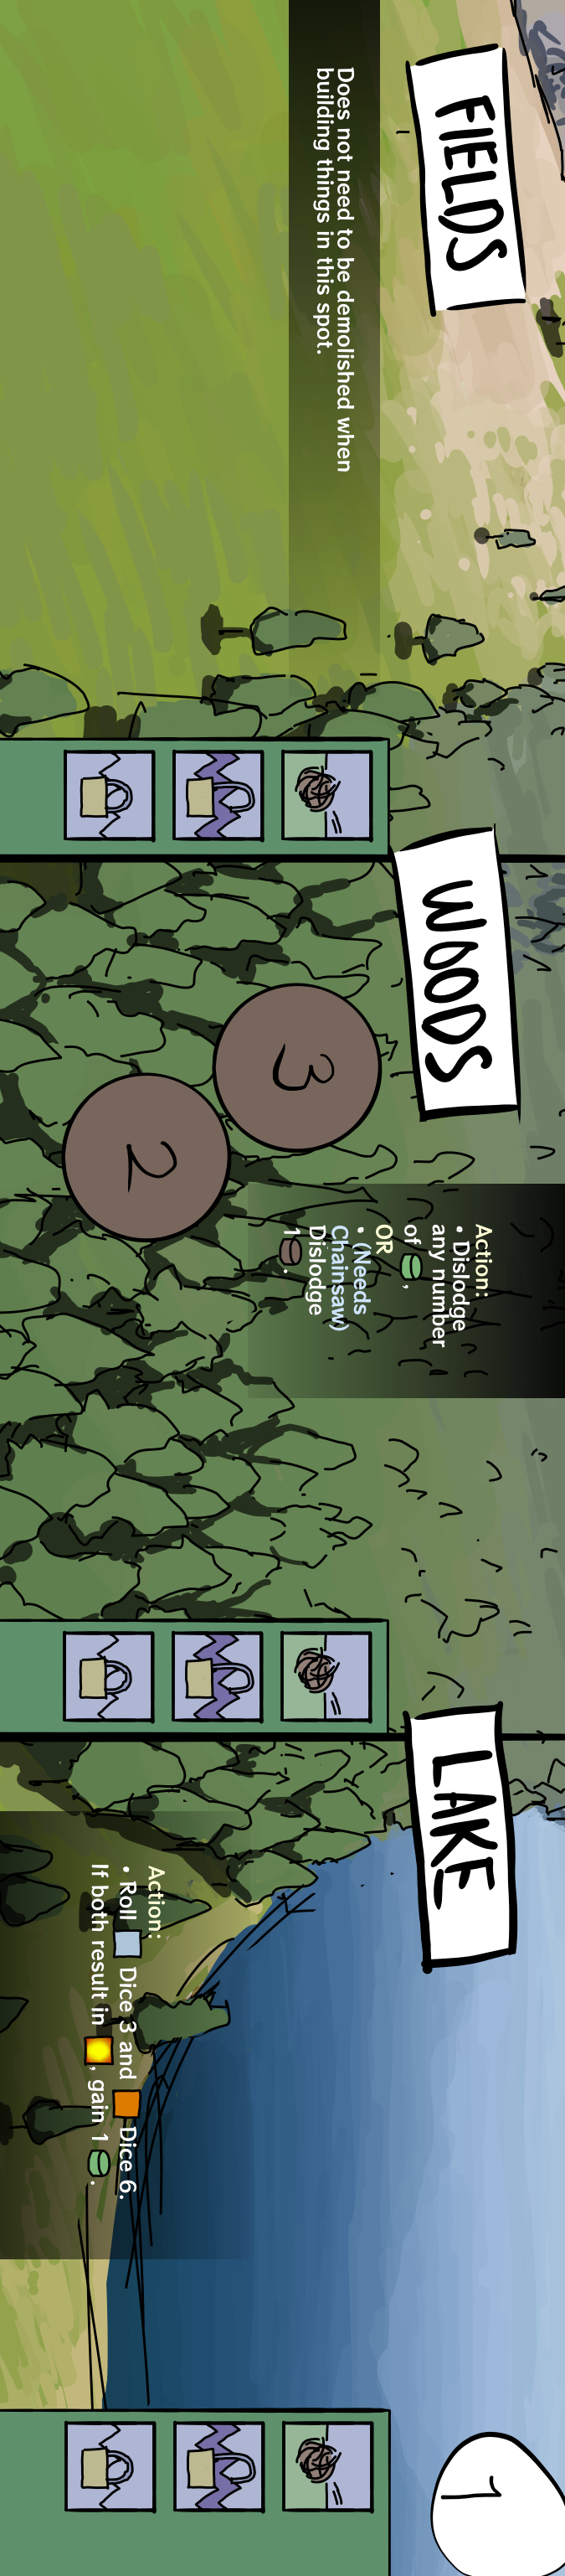 FIELDS
Does not need to be demolished when
building things in this spot.
WOODS
3
2
Action:
• Dislodge
any number
of ,
OR
• (Needs
Chainsaw)
Dislodge
1 .
LAKE
Action:
• Roll Dice 3 and Dice 6.
If both result in , gain 1 .
1